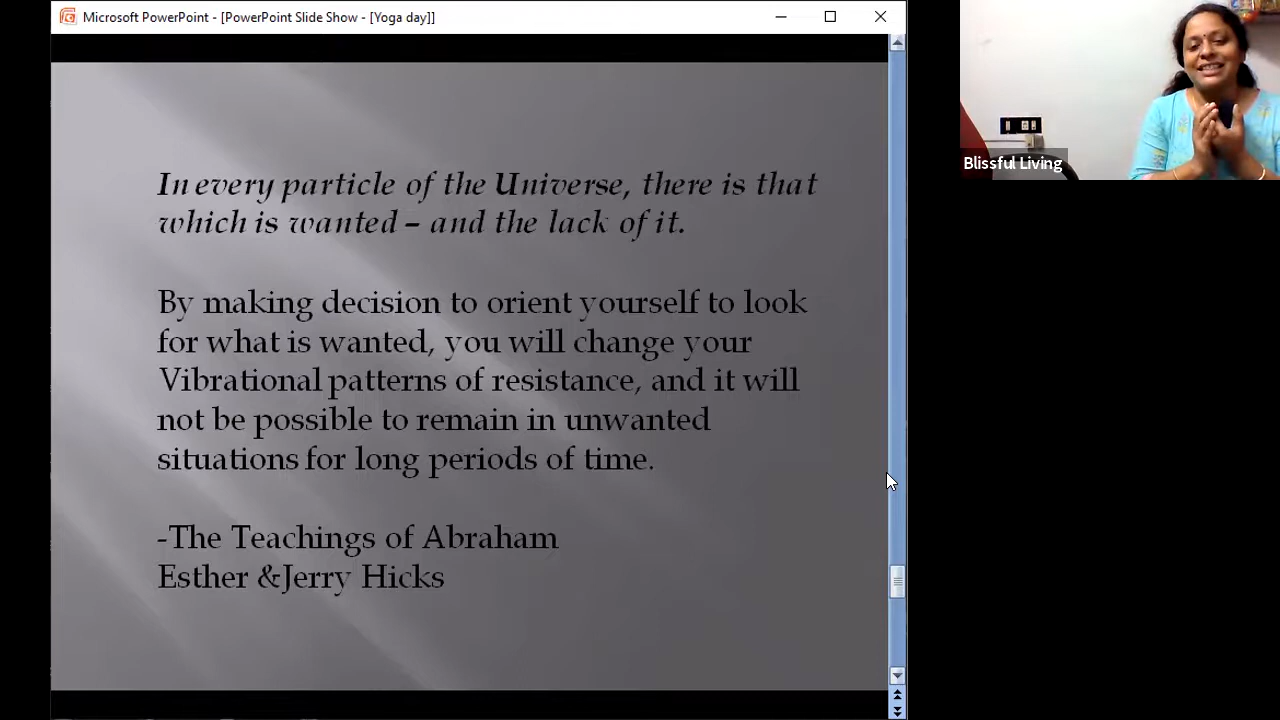 Microsoft PowerPoint - [PowerPoint Slide Show - [Yoga day]]
In every particle of the Universe, there is that
which is wanted – and the lack of it.
By making decision to orient yourself to look
for what is wanted, you will change your
Vibrational patterns of resistance, and it will
not be possible to remain in unwanted
situations for long periods of time.
-The Teachings of Abraham
Esther &Jerry Hicks
Blissful Living